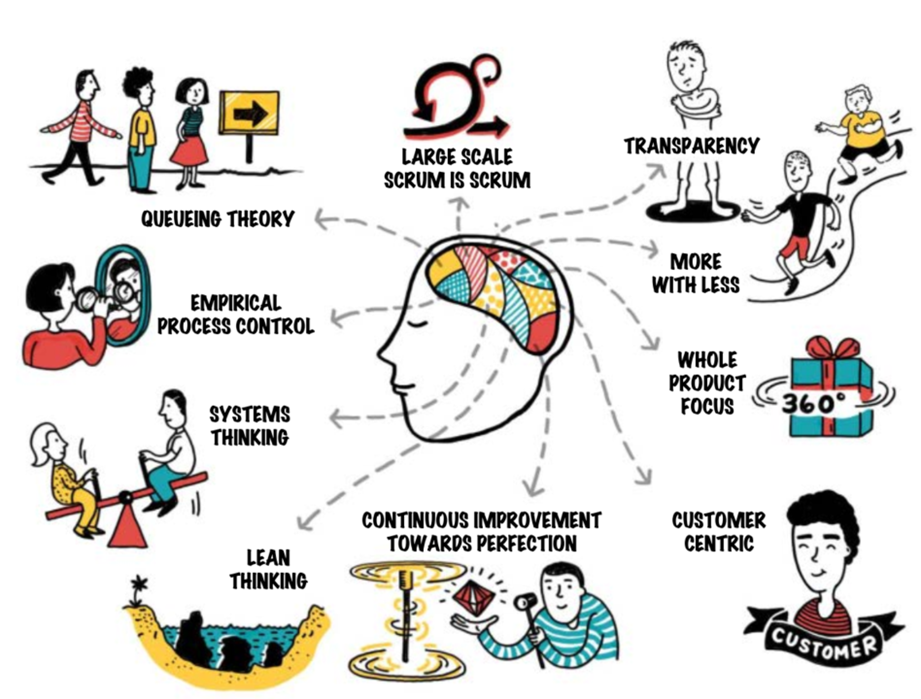 LARGE SCALE
SCRUM IS SCRUM
TRANSPARENCY
QUEUEING THEORY
MORE
WITH LESS
EMPIRICAL
PROCESS CONTROL
WHOLE
PRODUCT
FOCUS
360°
SYSTEMS
THINKING
CONTINUOUS IMPROVEMENT
TOWARDS PERFECTION
CUSTOMER
CENTRIC
LEAN
THINKING
CUSTOMER